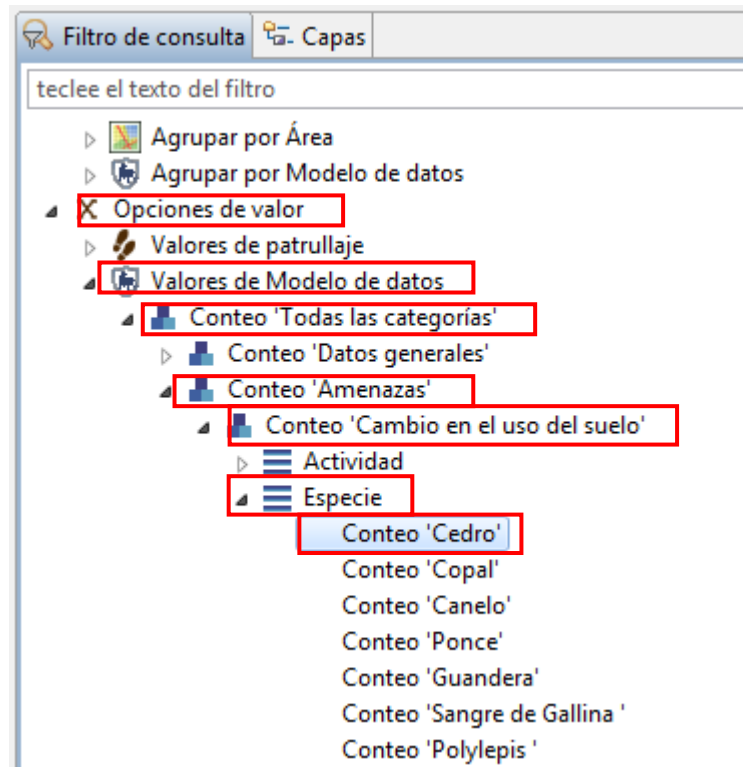 Filtro de consulta Capas
teclee el texto del filtro
Agrupar por Área
Agrupar por Modelo de datos
Opciones de valor
Valores de patrullaje
Valores de Modelo de datos
Conteo 'Todas las categorías'
Conteo 'Datos generales'
Conteo 'Amenazas'
Conteo 'Cambio en el uso del suelo'
Actividad
Especie
Conteo 'Cedro'
Conteo 'Copal'
Conteo 'Canelo'
Conteo 'Ponce'
Conteo 'Guandera'
Conteo 'Sangre de Gallina '
Conteo 'Polylepis '